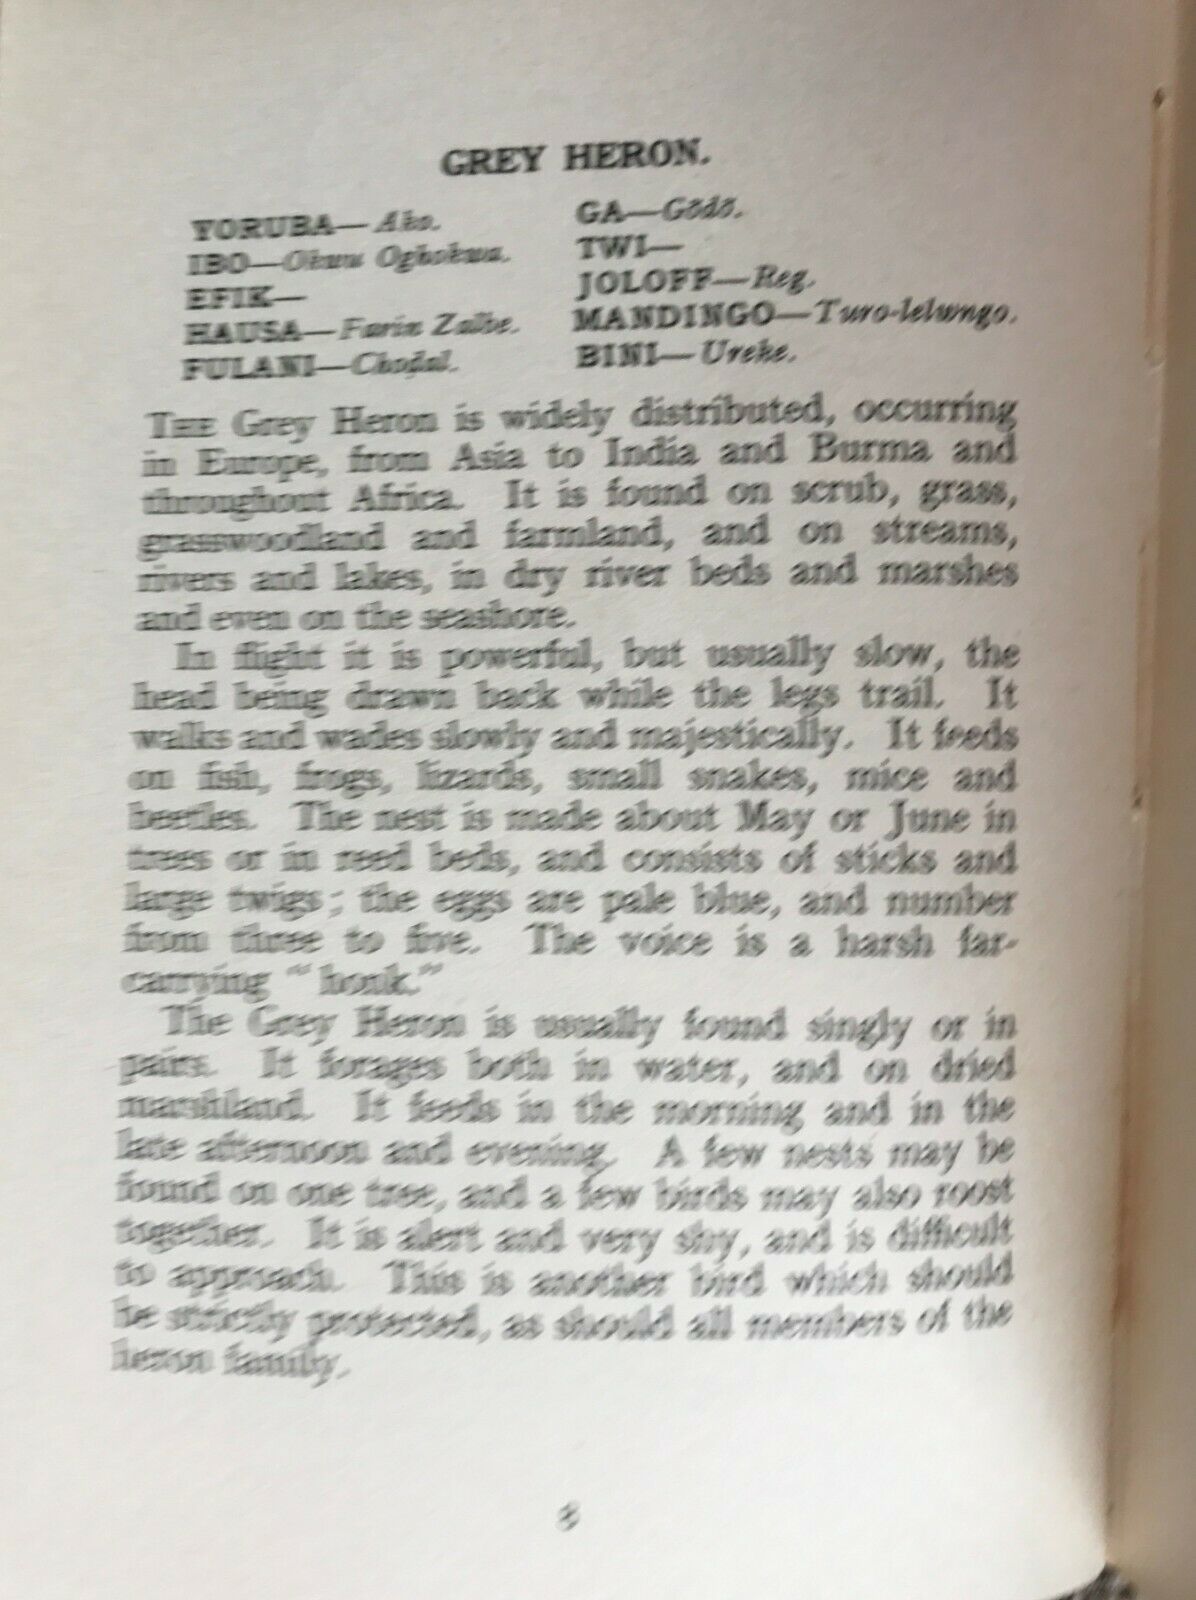 GREY HERON.
YORUBA—Ako.
IBO—Okwu Oghokwa.
EFIK—
HAUSA—Farin Zalbe.
FULANI—Choɗal.
GA—Gōdō.
TWI—
JOLOFF—Reg.
MANDINGO—Turo-lelungo.
BINI—Ureke.
THE Grey Heron is widely distributed, occurring
in Europe, from Asia to India and Burma and
throughout Africa. It is found on scrub, grass,
grasswoodland and farmland, and on streams,
rivers and lakes, in dry river beds and marshes
and even on the seashore.
In flight it is powerful, but usually slow, the
head being drawn back while the legs trail. It
walks and wades slowly and majestically. It feeds
on fish, frogs, lizards, small snakes, mice and
beetles. The nest is made about May or June in
trees or in reed beds, and consists of sticks and
large twigs; the eggs are pale blue, and number
from three to five. The voice is a harsh far-
carrying "honk."
The Grey Heron is usually found singly or in
pairs. It forages both in water, and on dried
marshland. It feeds in the morning and in the
late afternoon and evening. A few nests may be
found on one tree, and a few birds may also roost
together. It is alert and very shy, and is difficult
to approach. This is another bird which should
be strictly protected, as should all members of the
heron family.
8